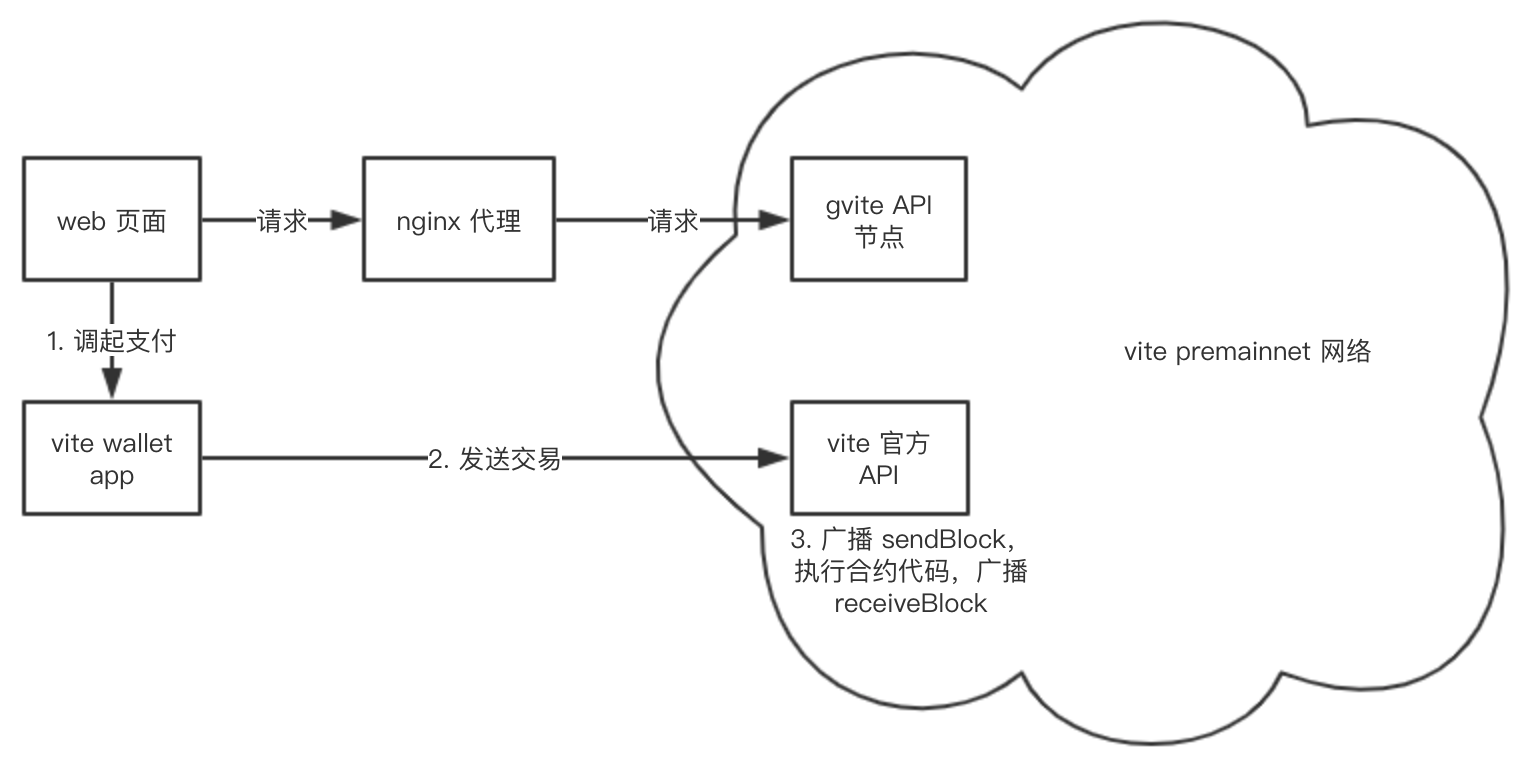 web 页面
请求
nginx 代理
请求
gvite API
节点
1. 调起支付
vite premainnet 网络
vite wallet
app
2. 发送交易
vite 官方
API
3. 广播 sendBlock，
执行合约代码，广播
receiveBlock